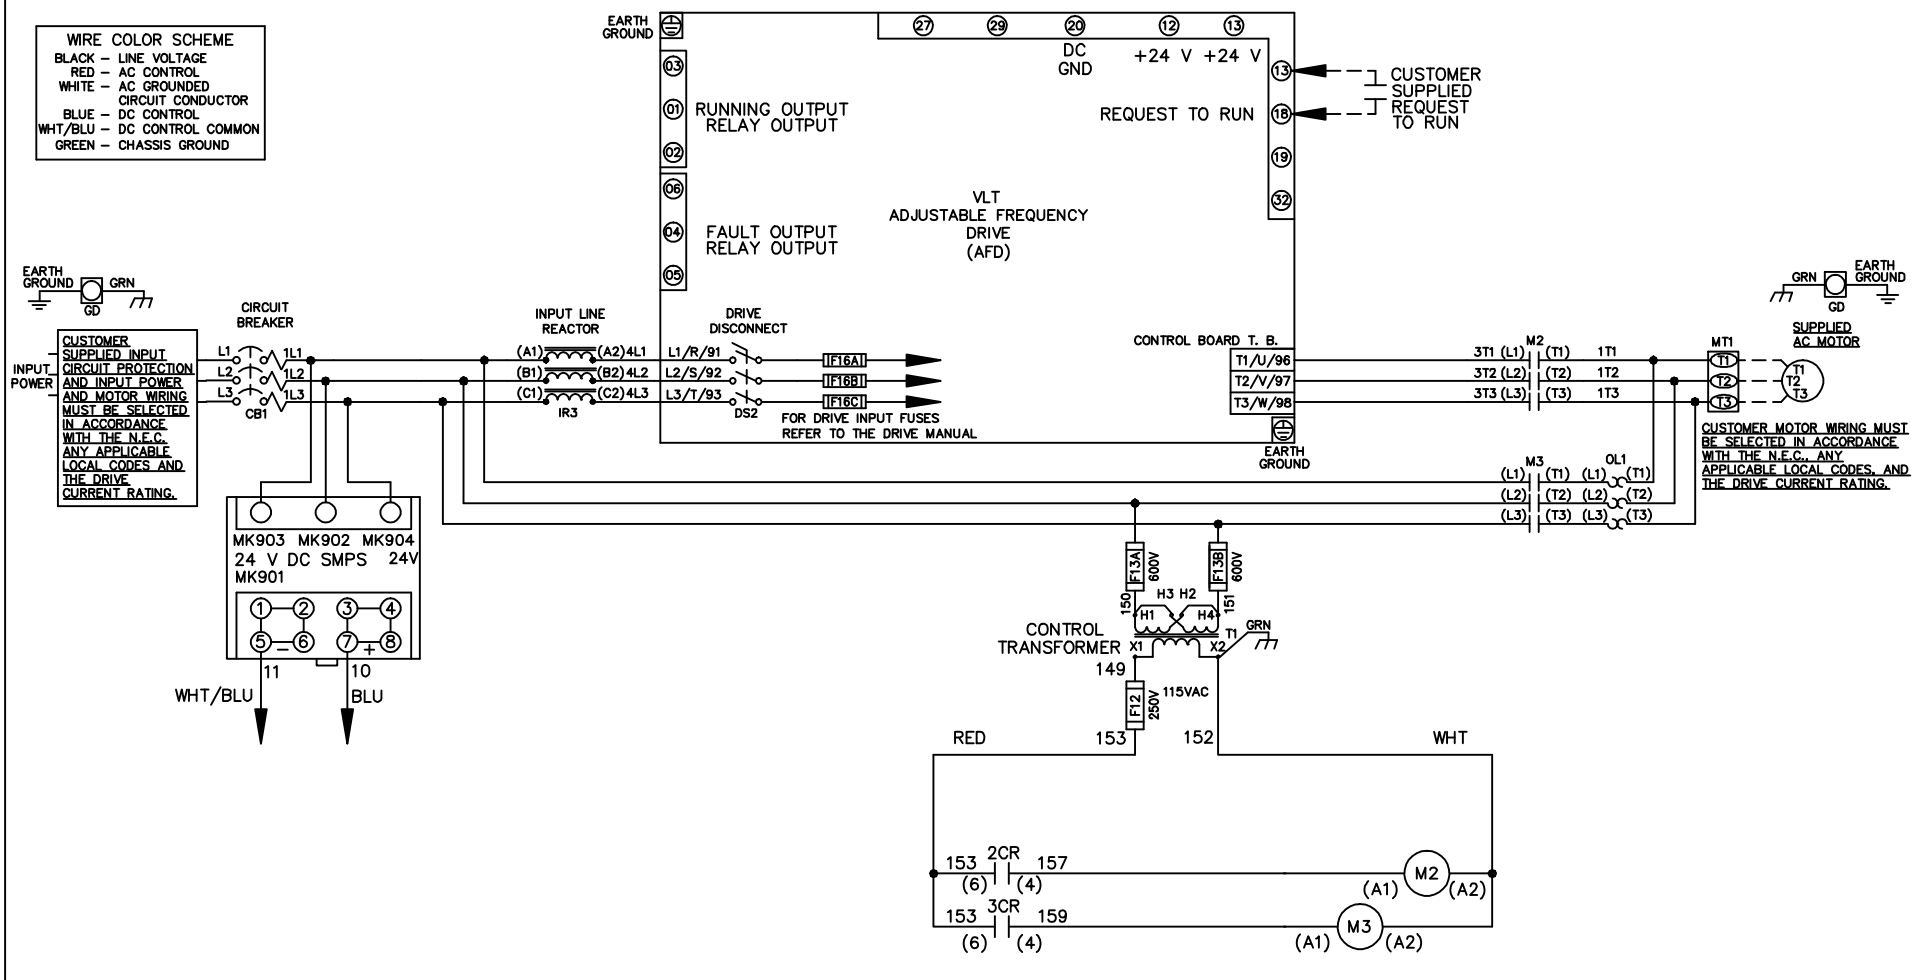 WIRE COLOR SCHEME
BLACK - LINE VOLTAGE
RED - AC CONTROL
WHITE - AC GROUNDED
CIRCUIT CONDUCTOR
BLUE - DC CONTROL
WHT/BLU - DC CONTROL COMMON
GREEN - CHASSIS GROUND
EARTH
GROUND
27 29 20 12 13
DC
GND
+24 V +24 V
03
01
02
RUNNING OUTPUT
RELAY OUTPUT
06
04
05
FAULT OUTPUT
RELAY OUTPUT
13
18
19
32
REQUEST TO RUN
CUSTOMER
SUPPLIED
REQUEST
TO RUN
VLT
ADJUSTABLE FREQUENCY
DRIVE
(AFD)
EARTH
GROUND
GRN
GD
INPUT
POWER
CUSTOMER
SUPPLIED INPUT
CIRCUIT PROTECTION
AND INPUT POWER
AND MOTOR WIRING
MUST BE SELECTED
IN ACCORDANCE
WITH THE N.E.C.
ANY APPLICABLE
LOCAL CODES AND
THE DRIVE
CURRENT RATING.
CIRCUIT
BREAKER
L1 1L1
L2 1L2
L3 1L3
CB1
INPUT LINE
REACTOR
(A1) (A2) 4L1
(B1) (B2) 4L2
(C1) (C2) 4L3
IR3
DRIVE
DISCONNECT
L1/R/91
L2/S/92
L3/T/93
DS2
F16A
F16B
F16C
FOR DRIVE INPUT FUSES
REFER TO THE DRIVE MANUAL
CONTROL BOARD T. B.
T1/U/96
T2/V/97
T3/W/98
EARTH
GROUND
M2
3T1 (L1) (T1) 1T1
3T2 (L2) (T2) 1T2
3T3 (L3) (T3) 1T3
MT1
T1
T2
T3
GRN
GD
EARTH
GROUND
SUPPLIED
AC MOTOR
T1
T2
T3
CUSTOMER MOTOR WIRING MUST
BE SELECTED IN ACCORDANCE
WITH THE N.E.C., ANY
APPLICABLE LOCAL CODES, AND
THE DRIVE CURRENT RATING.
M3 OL1
(L1) (T1) (L1) (T1)
(L2) (T2) (L2) (T2)
(L3) (T3) (L3) (T3)
MK903 MK902 MK904
24 V DC SMPS 24V
MK901
1 2 3 4
5 - 6 7 + 8
11 10
WHT/BLU BLU
F13A 600V
F13B 600V
150 151
H3 H2
H1 H4
CONTROL
TRANSFORMER
T1
GRN
X1 X2
149
F12 250V
115VAC
153 152
RED WHT
153 2CR 157
(6) (4)
M2
(A1) (A2)
153 3CR 159
(6) (4)
M3
(A1) (A2)